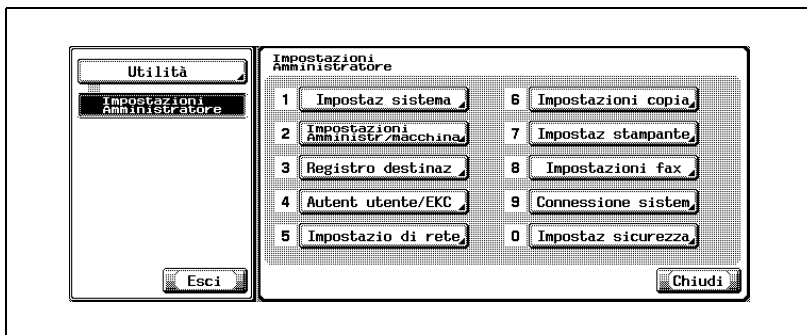 Utilità
Impostazioni
Amministratore
Esci
Impostazioni
Amministratore
1 Impostaz sistema
2 Impostazioni
Amministr/macchina
3 Registro destinaz
4 Autent utente/EKC
5 Impostazio di rete
6 Impostazioni copia
7 Impostaz stampante
8 Impostazioni fax
9 Connessione sistem
0 Impostaz sicurezza
Chiudi